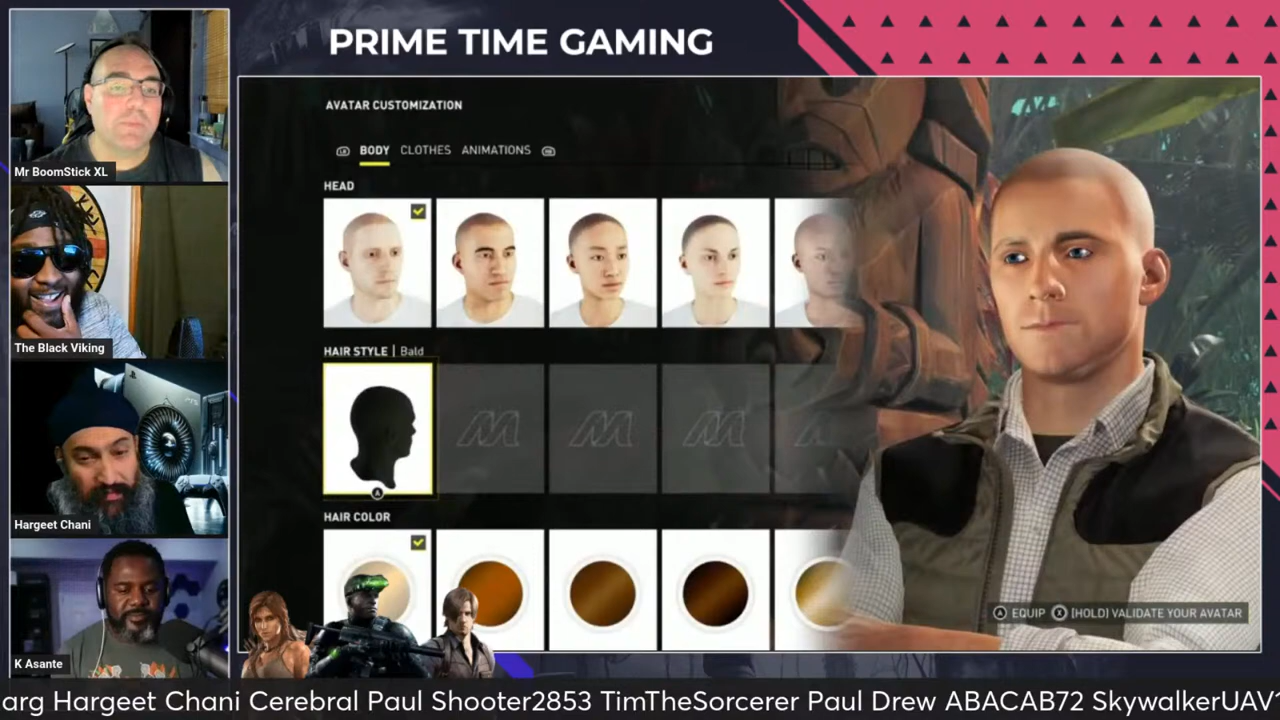 PRIME TIME GAMING
AVATAR CUSTOMIZATION
BODY CLOTHES ANIMATIONS
HEAD
Mr BoomStick XL
The Black Viking
HAIR STYLE | Bald
A
HAIR COLOR
Hargeet Chani
A EQUIP X [HOLD] VALIDATE YOUR AVATAR
K Asante
arg Hargeet Chani Cerebral Paul Shooter2853 TimTheSorcerer Paul Drew ABACAB72 SkywalkerUAV